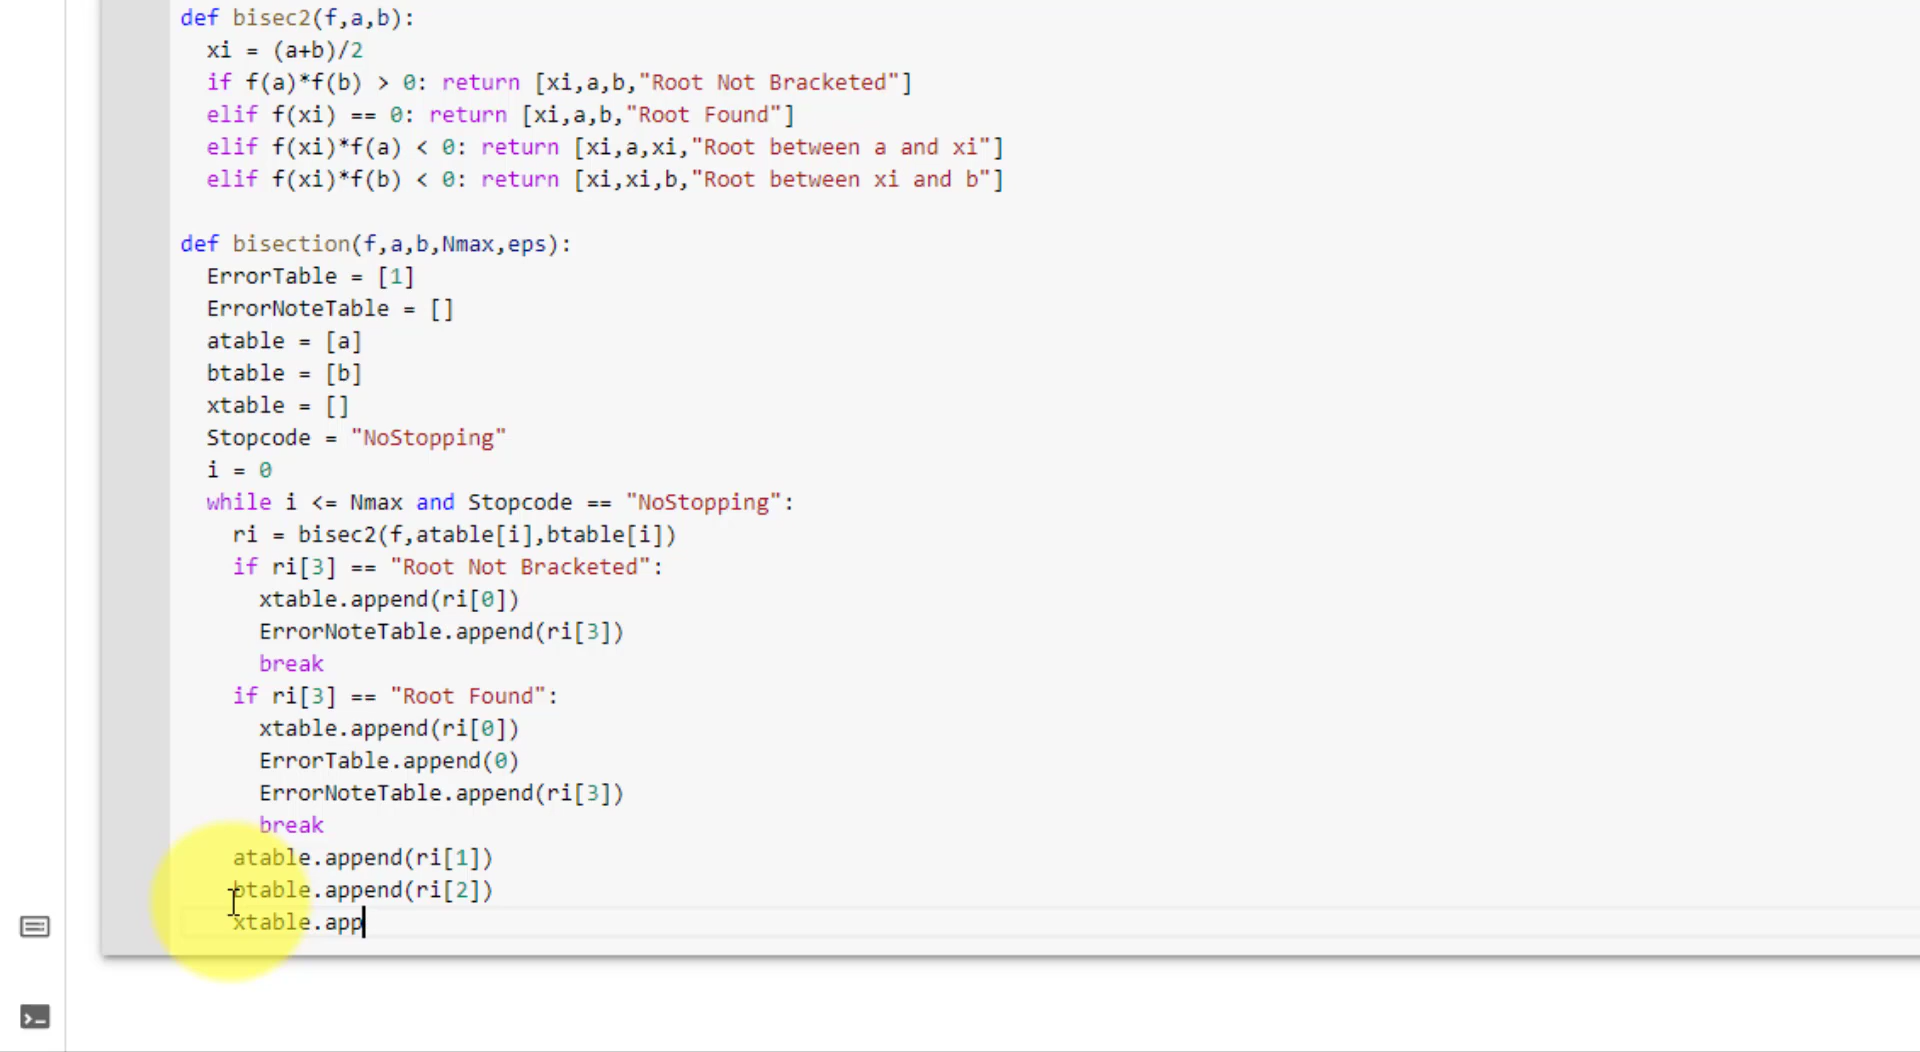 def bisec2(f,a,b):
  xi = (a+b)/2
  if f(a)*f(b) > 0: return [xi,a,b,"Root Not Bracketed"]
  elif f(xi) == 0: return [xi,a,b,"Root Found"]
  elif f(xi)*f(a) < 0: return [xi,a,xi,"Root between a and xi"]
  elif f(xi)*f(b) < 0: return [xi,xi,b,"Root between xi and b"]

def bisection(f,a,b,Nmax,eps):
  ErrorTable = [1]
  ErrorNoteTable = []
  atable = [a]
  btable = [b]
  xtable = []
  Stopcode = "NoStopping"
  i = 0
  while i <= Nmax and Stopcode == "NoStopping":
    ri = bisec2(f,atable[i],btable[i])
    if ri[3] == "Root Not Bracketed":
      xtable.append(ri[0])
      ErrorNoteTable.append(ri[3])
      break
    if ri[3] == "Root Found":
      xtable.append(ri[0])
      ErrorTable.append(0)
      ErrorNoteTable.append(ri[3])
      break
    atable.append(ri[1])
    btable.append(ri[2])
    xtable.app